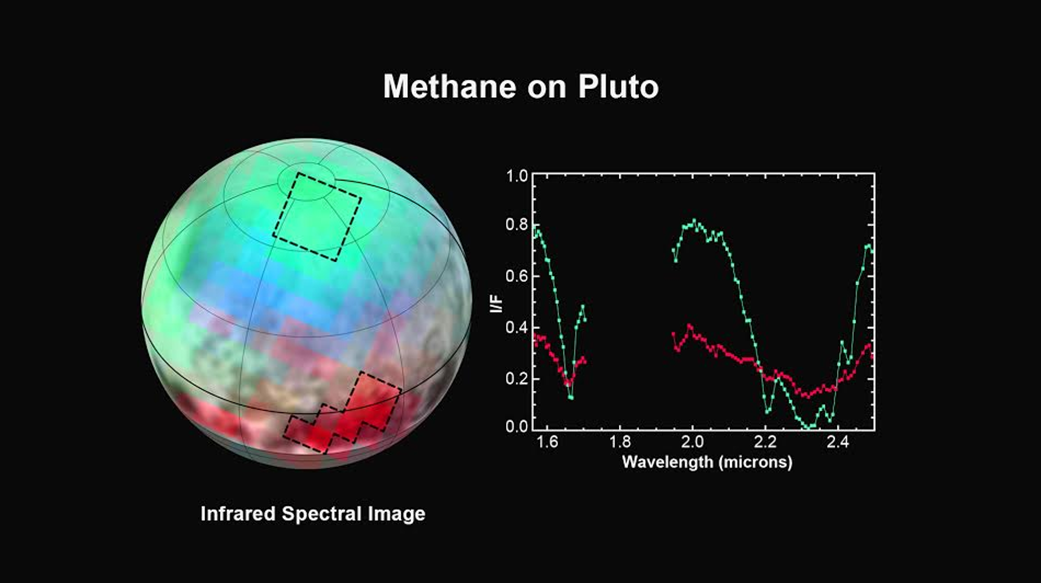 Methane on Pluto
1.0
0.8
0.6
0.4
0.2
0.0
I/F
1.6 1.8 2.0 2.2 2.4
Wavelength (microns)
Infrared Spectral Image